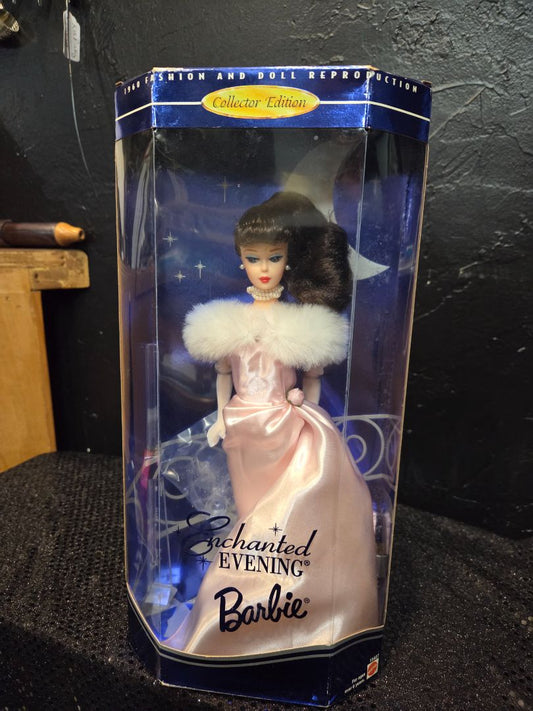 1960 FASHION AND DOLL REPRODUCTION
Collector Edition
Enchanted
EVENING®
Barbie®